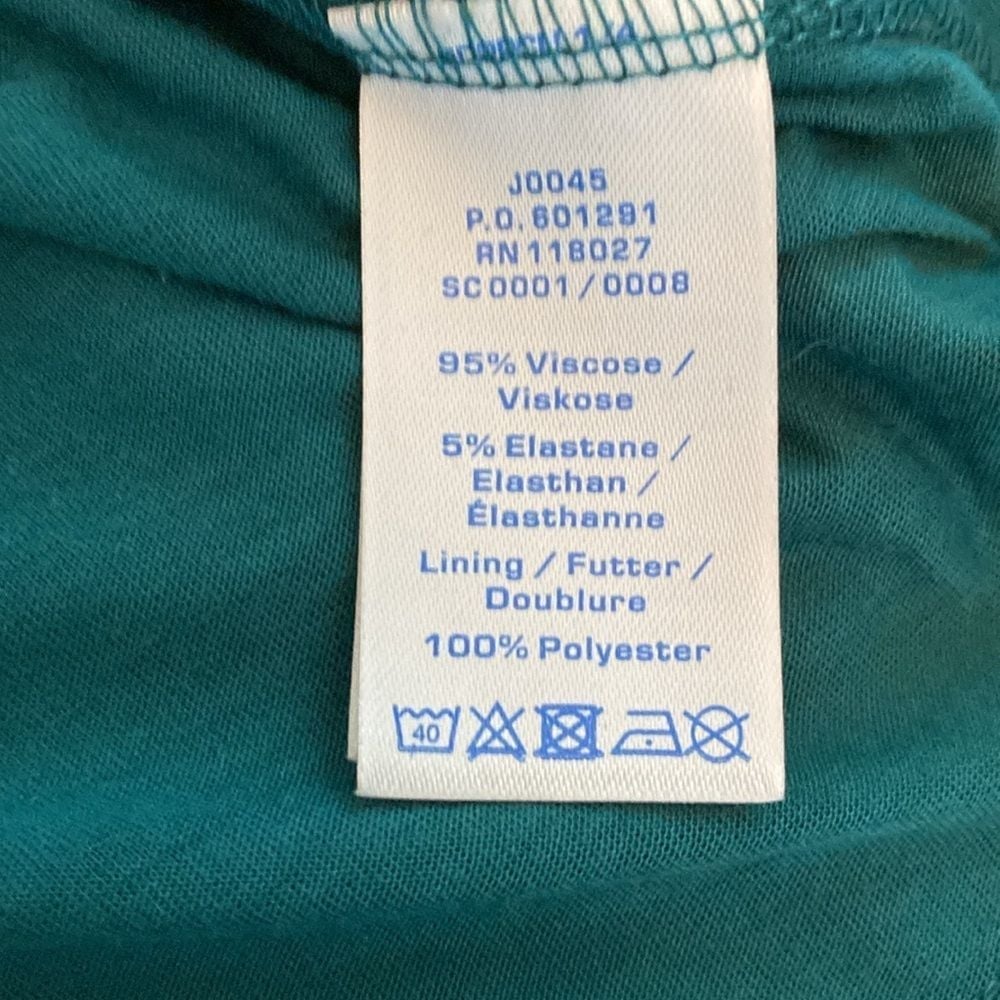 J0045
P.O. 601291
RN 118027
SC 0001 / 0008
95% Viscose /
Viskose
5% Elastane /
Elasthan /
Élasthanne
Lining / Futter /
Doublure
100% Polyester
40